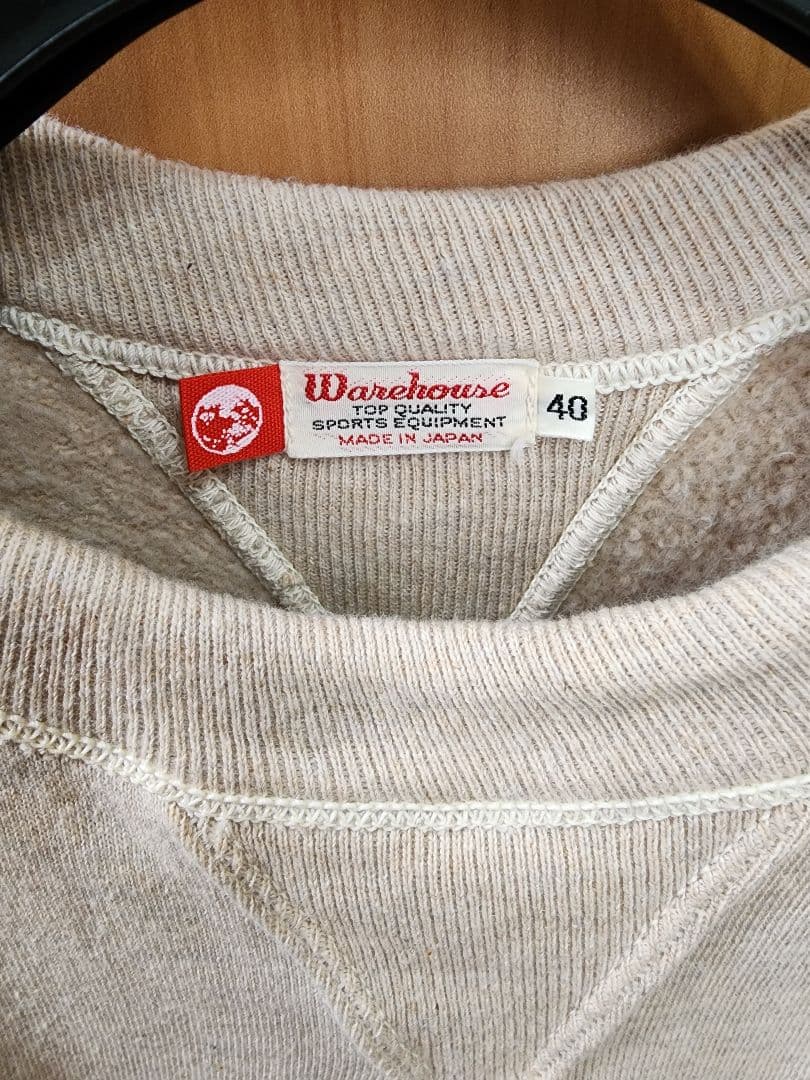 Warehouse
TOP QUALITY
SPORTS EQUIPMENT
MADE IN JAPAN
40